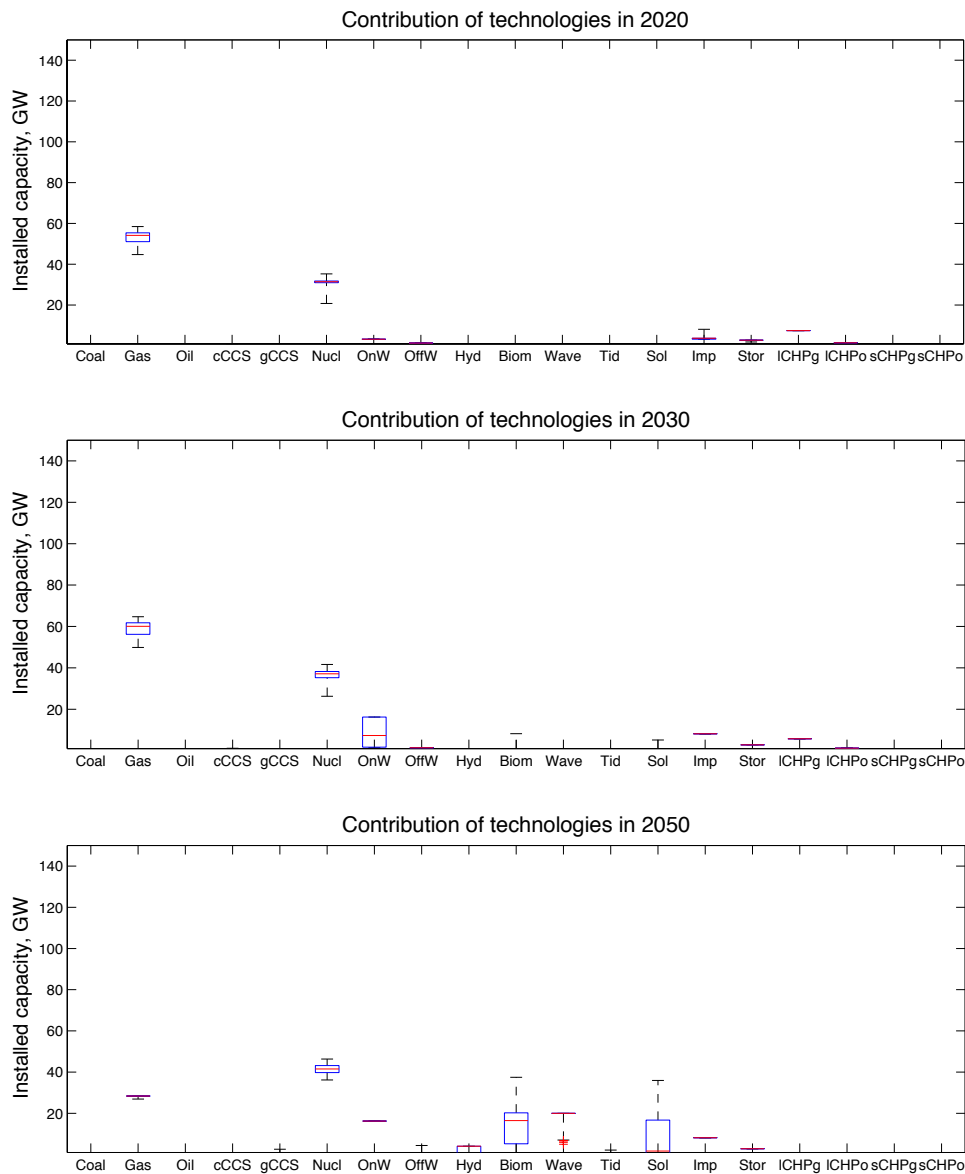 Contribution of technologies in 2020
Installed capacity, GW
140
120
100
80
60
40
20
Coal Gas Oil cCCS gCCS Nucl OnW OffW Hyd Biom Wave Tid Sol Imp Stor lCHPg lCHPo sCHPg sCHPo
Contribution of technologies in 2030
Installed capacity, GW
140
120
100
80
60
40
20
Coal Gas Oil cCCS gCCS Nucl OnW OffW Hyd Biom Wave Tid Sol Imp Stor lCHPg lCHPo sCHPg sCHPo
Contribution of technologies in 2050
Installed capacity, GW
140
120
100
80
60
40
20
Coal Gas Oil cCCS gCCS Nucl OnW OffW Hyd Biom Wave Tid Sol Imp Stor lCHPg lCHPo sCHPg sCHPo